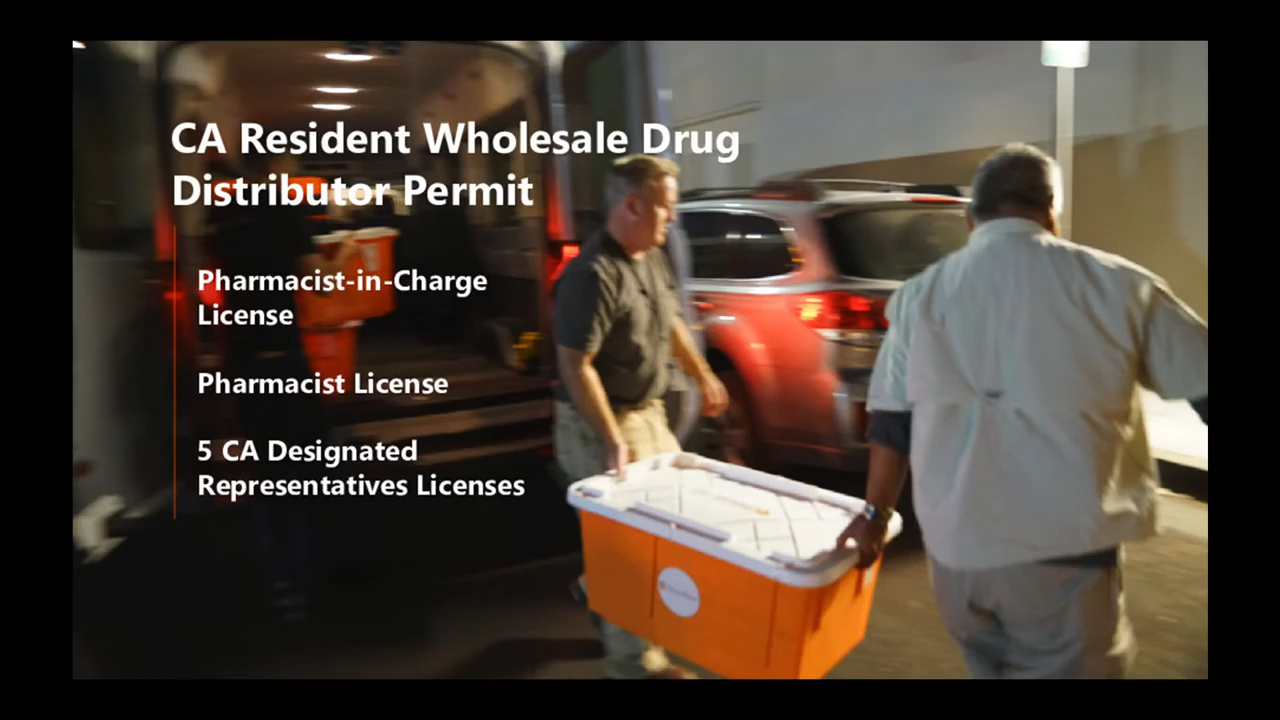 CA Resident Wholesale Drug
Distributor Permit
Pharmacist-in-Charge
License
Pharmacist License
5 CA Designated
Representatives Licenses